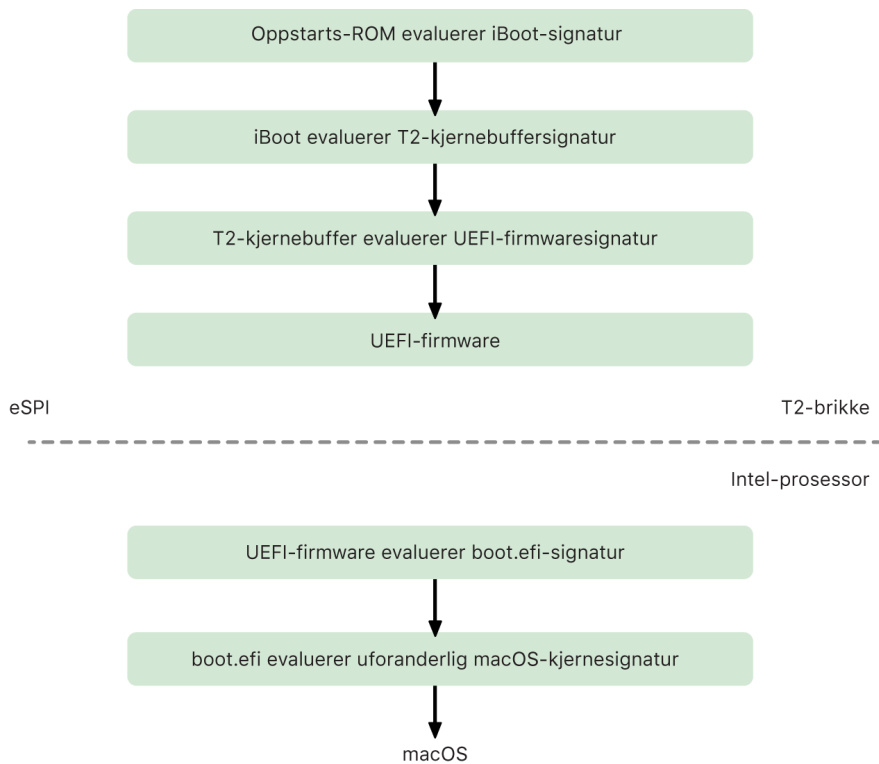 Oppstarts-ROM evaluerer iBoot-signatur
iBoot evaluerer T2-kjernebuffersignatur
T2-kjernebuffer evaluerer UEFI-firmwaresignatur
UEFI-firmware
eSPI
T2-brikke
Intel-prosessor
UEFI-firmware evaluerer boot.efi-signatur
boot.efi evaluerer uforanderlig macOS-kjernesignatur
macOS